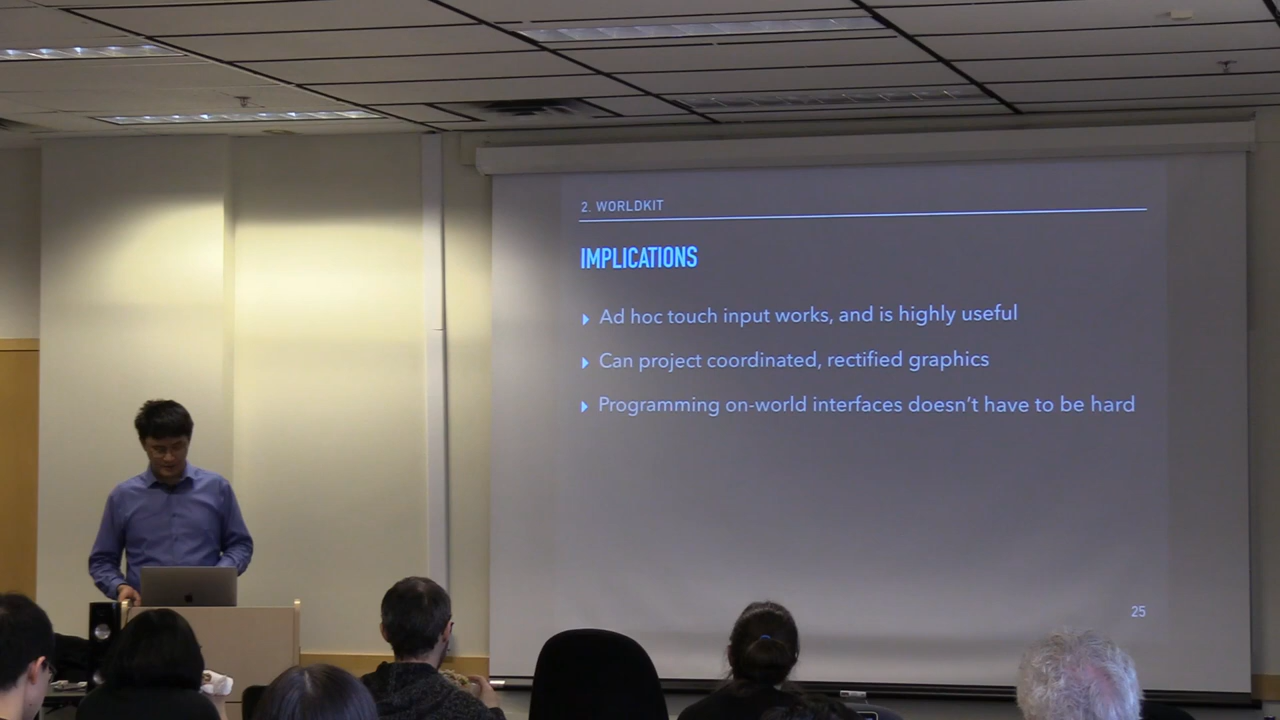 2. WORLDKIT
IMPLICATIONS
Ad hoc touch input works, and is highly useful
Can project coordinated, rectified graphics
Programming on-world interfaces doesn't have to be hard
25